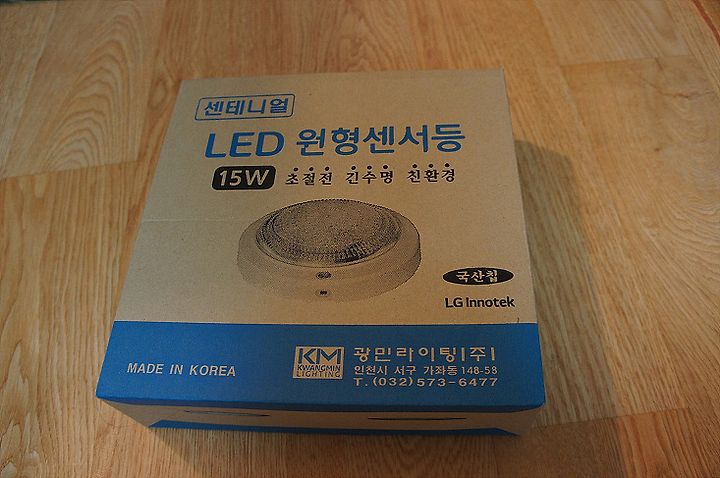 센테니얼
LED 원형센서등
15W 초절전 긴수명 친환경
국산칩
LG Innotek
MADE IN KOREA
KM
KWANGMIN
LIGHTING
광민라이팅(주)
인천시 서구 가좌동 148-58
T. (032) 573-6477